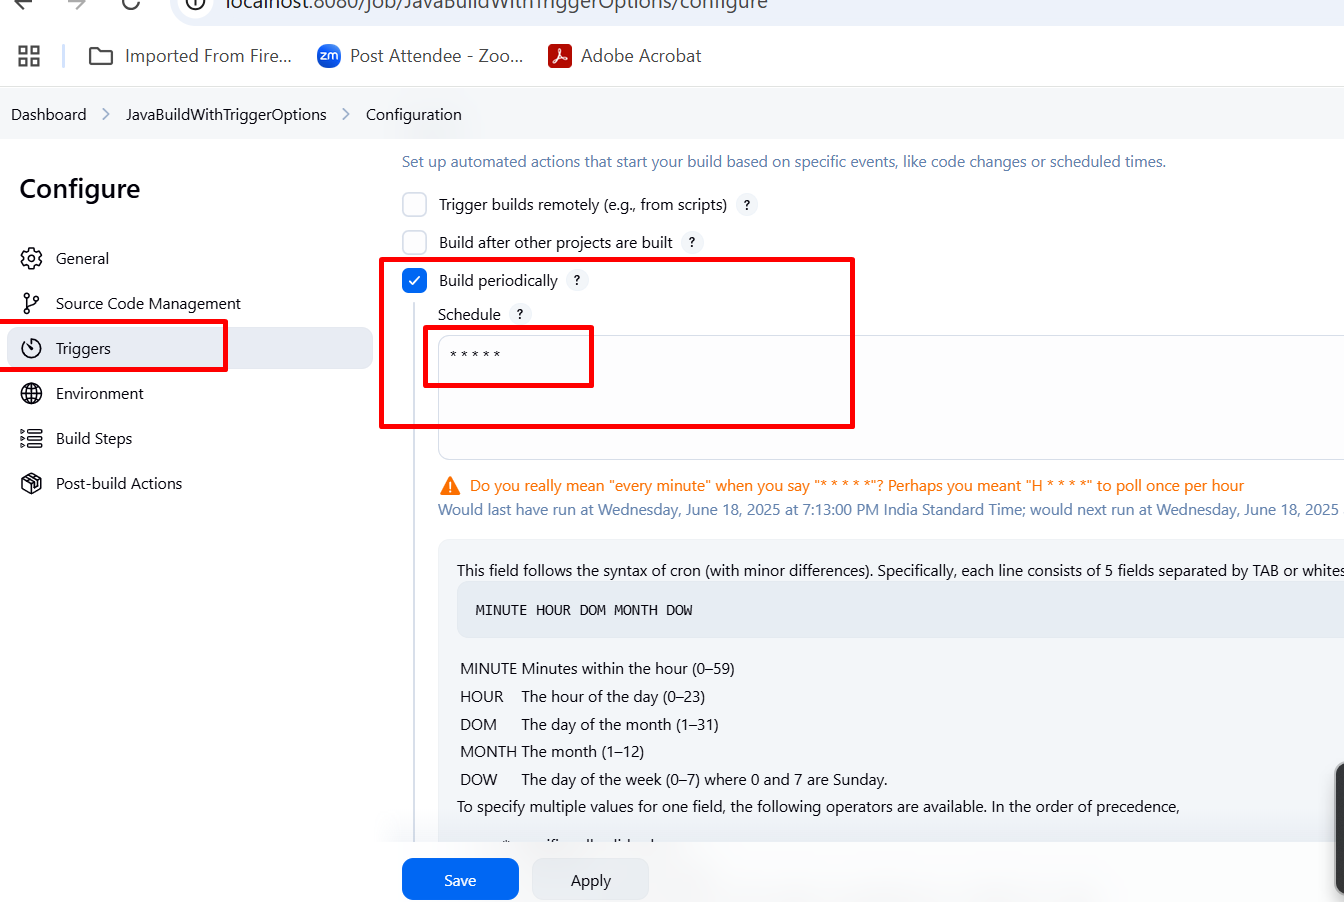 localhost:8080/job/JavaBuildWithTriggerOptions/configure
Imported From Fire... Post Attendee - Zoo... Adobe Acrobat
Dashboard > JavaBuildWithTriggerOptions > Configuration
Set up automated actions that start your build based on specific events, like code changes or scheduled times.
Configure
Trigger builds remotely (e.g., from scripts) ?
Build after other projects are built ?
General
Build periodically ?
Source Code Management
Schedule ?
Triggers
* * * * *
Environment
Build Steps
Post-build Actions
Do you really mean "every minute" when you say "* * * * *"? Perhaps you meant "H * * * *" to poll once per hour
Would last have run at Wednesday, June 18, 2025 at 7:13:00 PM India Standard Time; would next run at Wednesday, June 18, 2025
This field follows the syntax of cron (with minor differences). Specifically, each line consists of 5 fields separated by TAB or whites
MINUTE HOUR DOM MONTH DOW
MINUTE Minutes within the hour (0–59)
HOUR The hour of the day (0–23)
DOM The day of the month (1–31)
MONTH The month (1–12)
DOW The day of the week (0–7) where 0 and 7 are Sunday.
To specify multiple values for one field, the following operators are available. In the order of precedence,
Save Apply